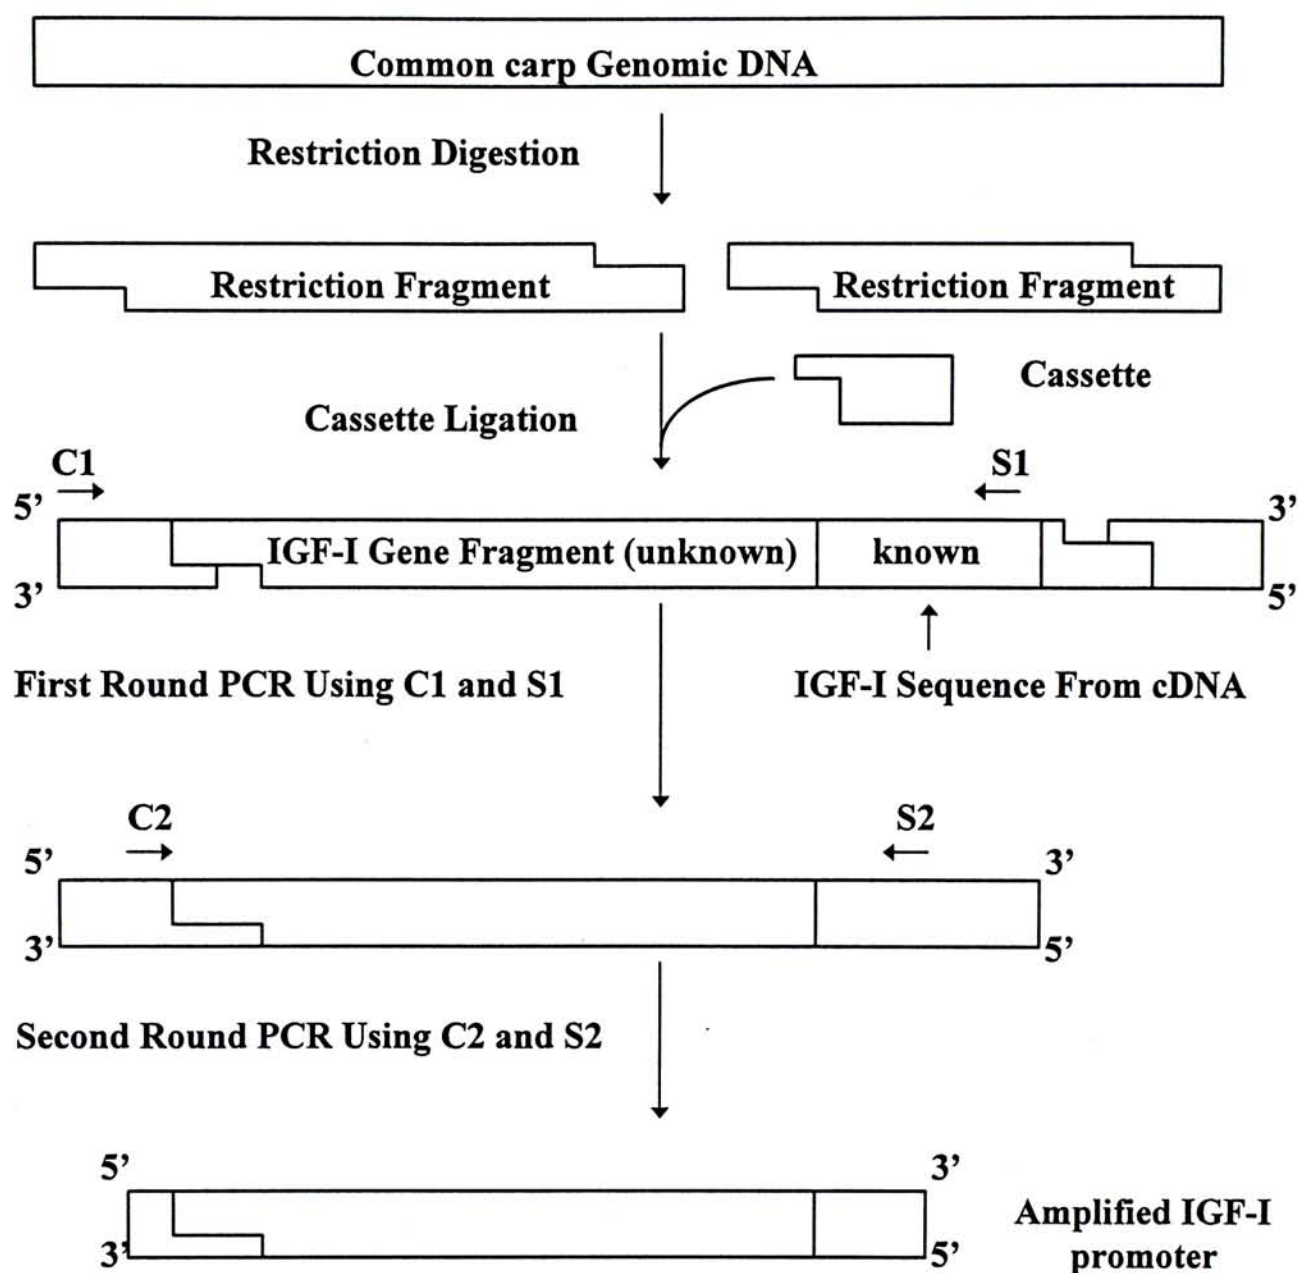 Common carp Genomic DNA
Restriction Digestion
Restriction Fragment
Restriction Fragment
Cassette
Cassette Ligation
C1
S1
5’
3’
IGF-I Gene Fragment (unknown)
known
3’
5’
First Round PCR Using C1 and S1
IGF-I Sequence From cDNA
C2
S2
5’
3’
3’
5’
Second Round PCR Using C2 and S2
5’
3’
3’
5’
Amplified IGF-I
promoter